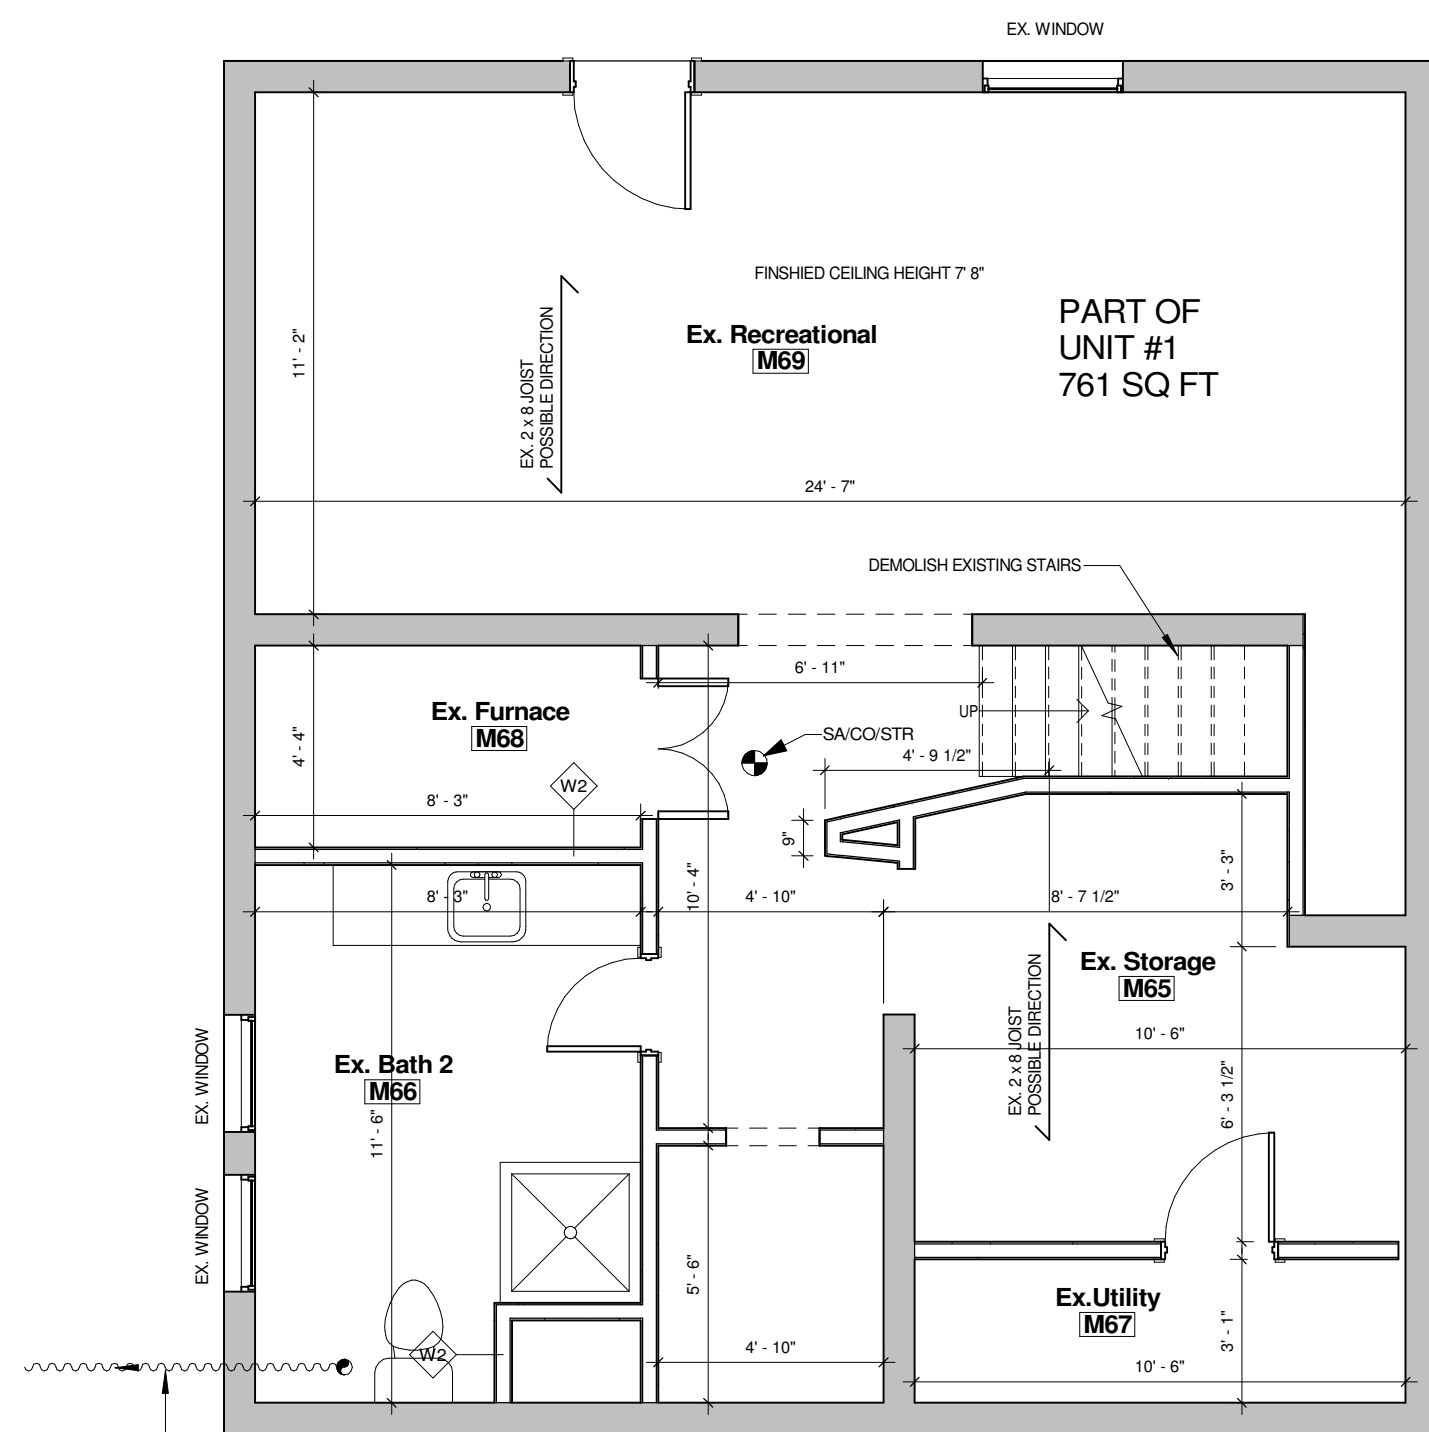 EX. WINDOW
FINSHIED CEILING HEIGHT 7' 8"
PART OF
UNIT #1
761 SQ FT
Ex. Recreational
M69
11' - 2"
EX. 2 x 8 JOIST
POSSIBLE DIRECTION
24' - 7"
DEMOLISH EXISTING STAIRS
6' - 11"
Ex. Furnace
M68
UP
SA/CO/STR
4' - 4"
4' - 9 1/2"
W2
8' - 3"
9"
3' - 3"
10' - 4"
8' - 3"
4' - 10"
8' - 7 1/2"
Ex. Storage
M65
EX. 2 x 8 JOIST
POSSIBLE DIRECTION
10' - 6"
EX. WINDOW
Ex. Bath 2
M66
11' - 6"
6' - 3 1/2"
EX. WINDOW
5' - 6"
Ex.Utility
M67
3' - 1"
W2
4' - 10"
10' - 6"